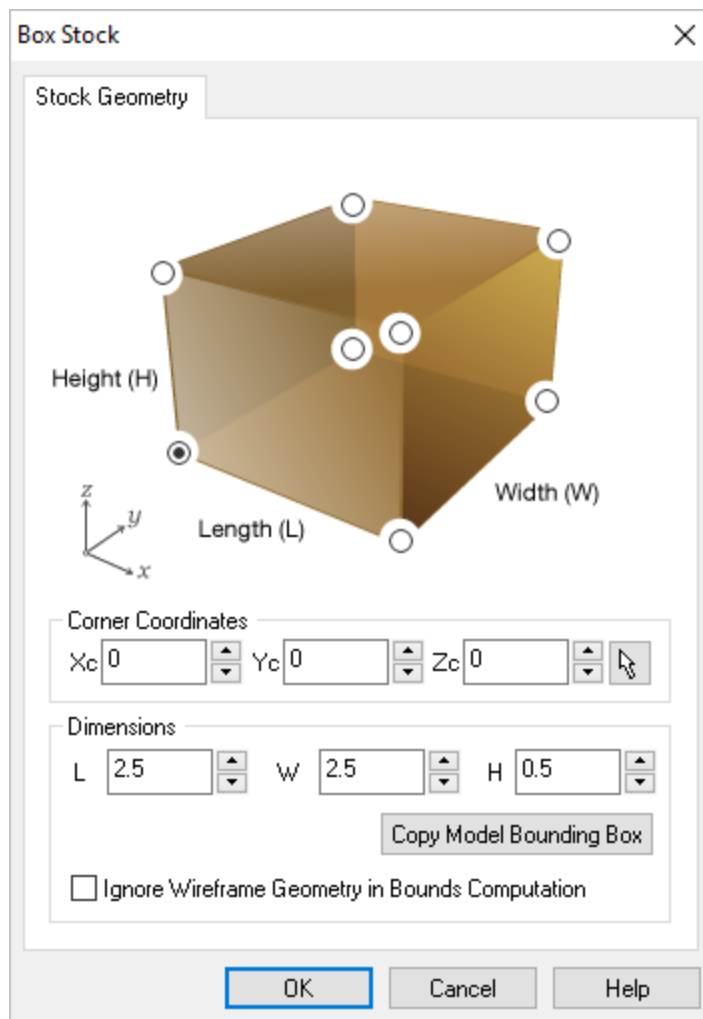 Box Stock
Stock Geometry
Height (H)
Width (W)
Length (L)
z
y
x
Corner Coordinates
Xc 0 Yc 0 Zc 0
Dimensions
L 2.5 W 2.5 H 0.5
Copy Model Bounding Box
Ignore Wireframe Geometry in Bounds Computation
OK Cancel Help